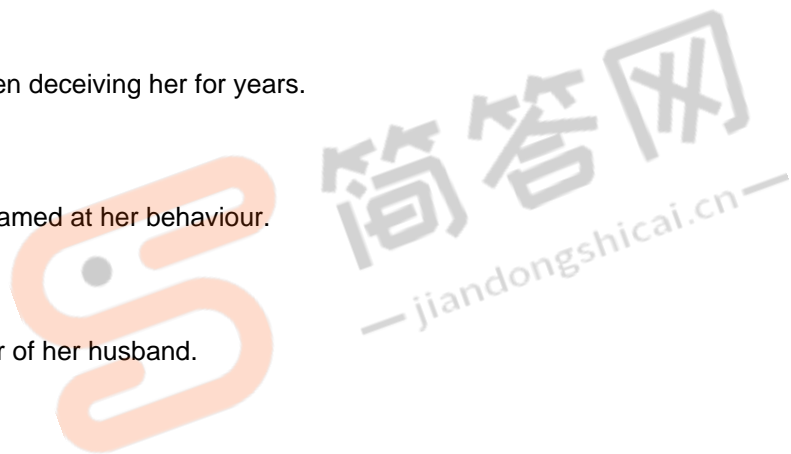 en deceiving her for years.
amed at her behaviour.
r of her husband.
简答网
— jiandongshicai.cn —